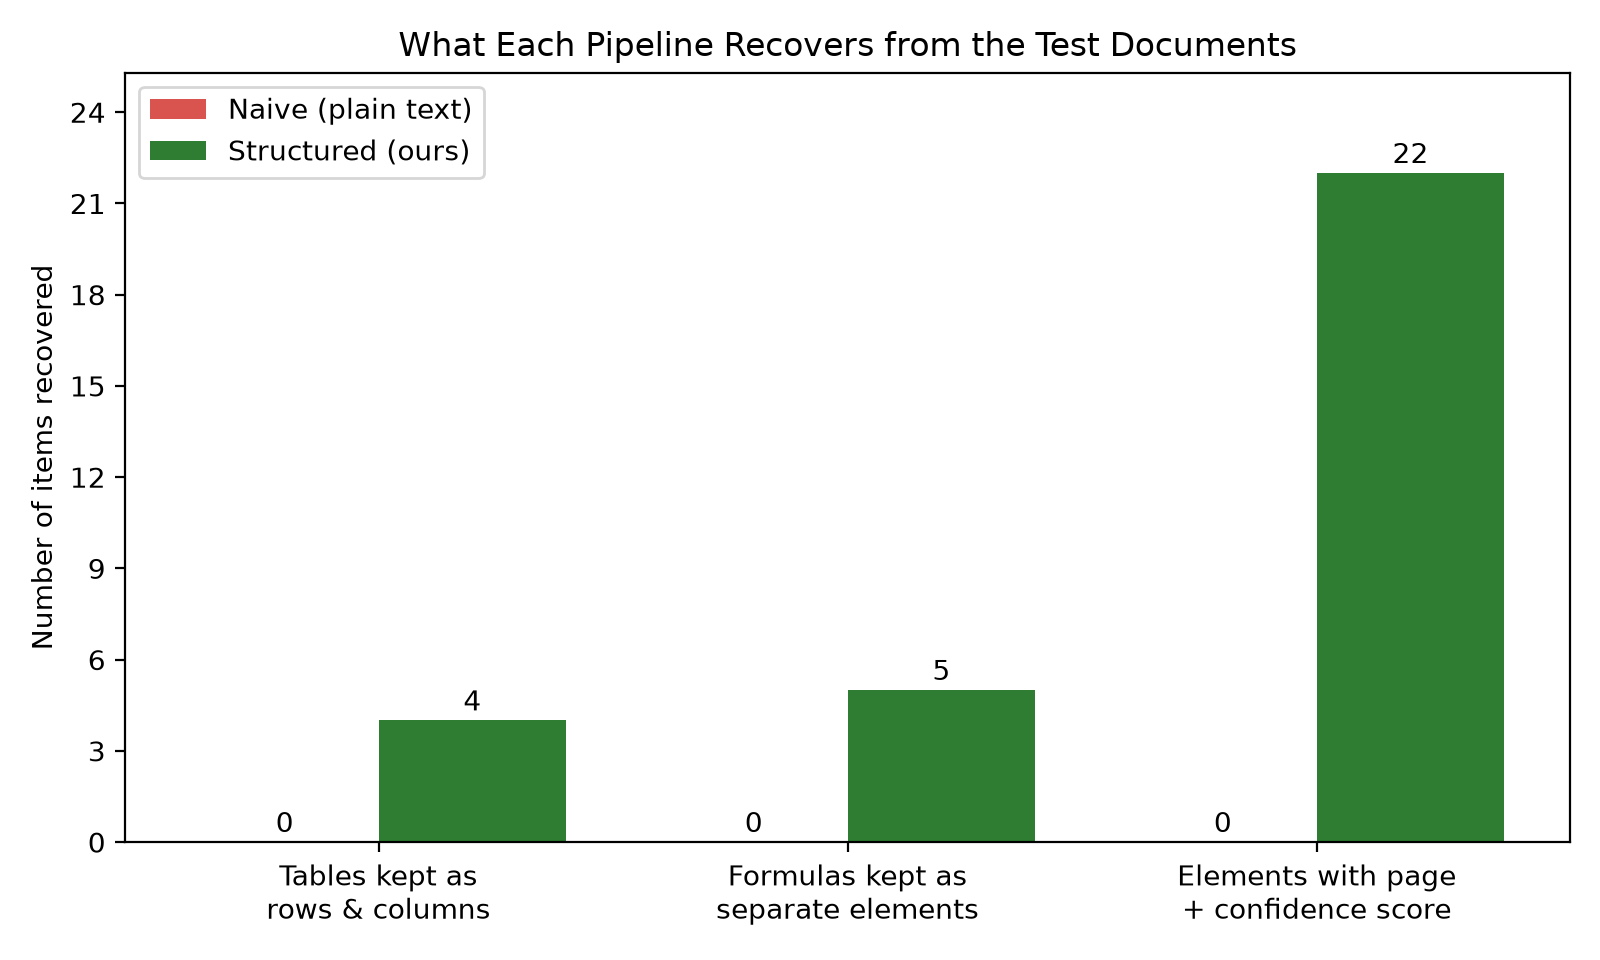 What Each Pipeline Recovers from the Test Documents
Naive (plain text)
Structured (ours)
Number of items recovered
24
21
18
15
12
9
6
3
0
0
4
0
5
0
22
Tables kept as
rows & columns
Formulas kept as
separate elements
Elements with page
+ confidence score